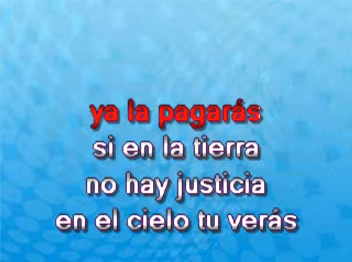 ya la pagarás
si en la tierra
no hay justicia
en el cielo tu verás